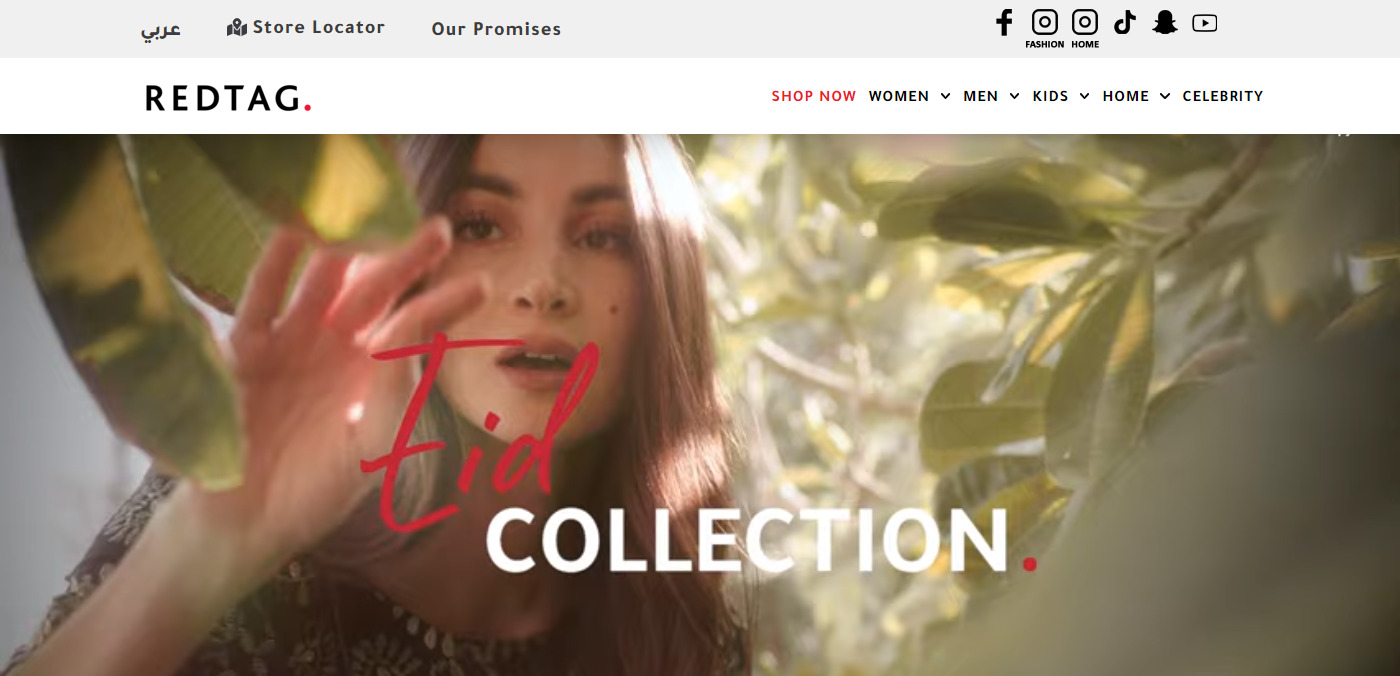 عربي Store Locator Our Promises
FASHION HOME
REDTAG.
SHOP NOW WOMEN MEN KIDS HOME CELEBRITY
Eid
COLLECTION.